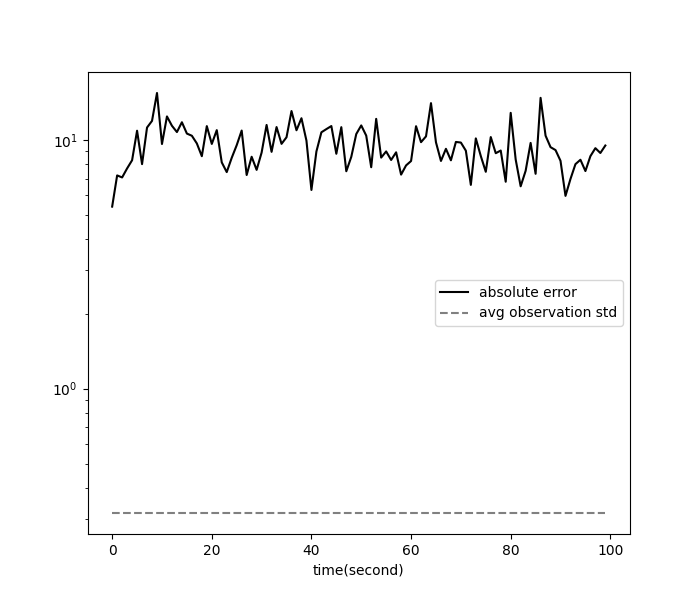 10¹
10⁰
absolute error
avg observation std
0 20 40 60 80 100
time(second)